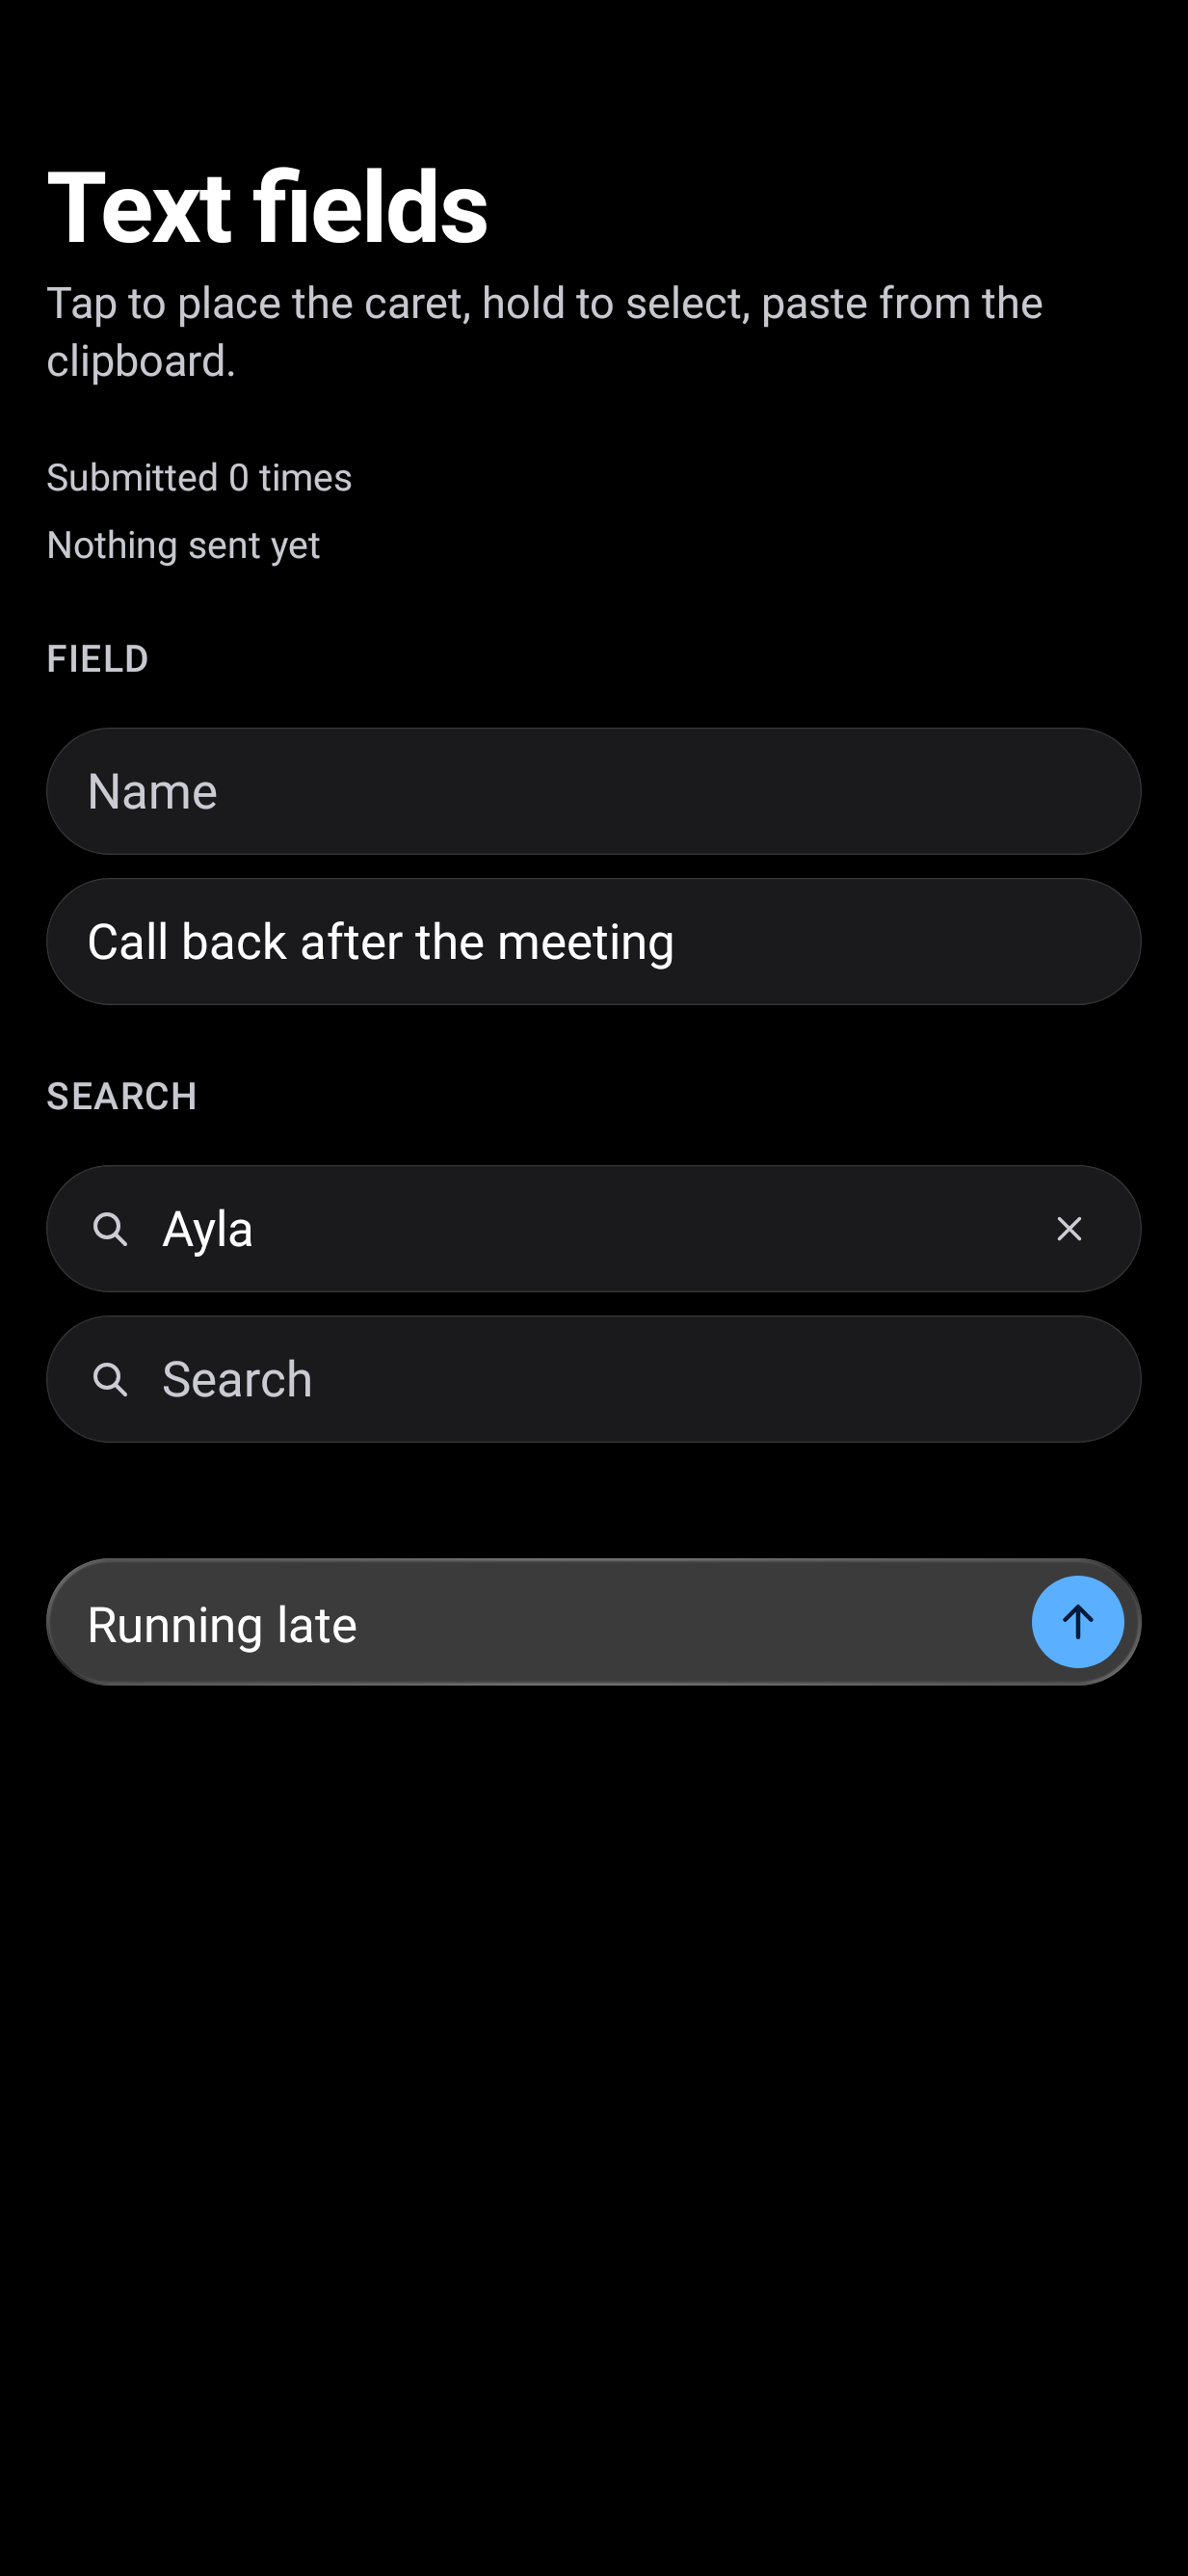 Text fields
Tap to place the caret, hold to select, paste from the
clipboard.
Submitted 0 times
Nothing sent yet
FIELD
Name
Call back after the meeting
SEARCH
Ayla
Search
Running late